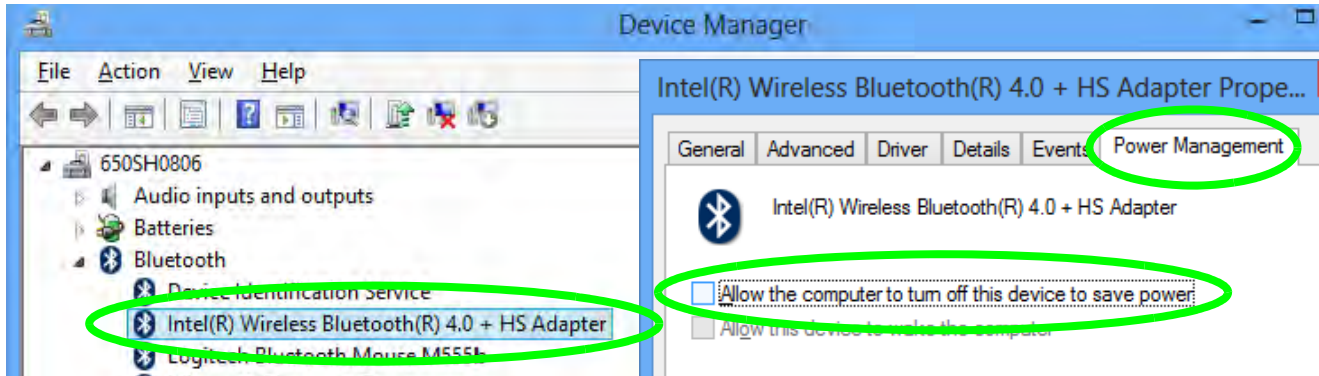 Device Manager
File Action View Help
650SH0806
Audio inputs and outputs
Batteries
Bluetooth
Device Identification Service
Intel(R) Wireless Bluetooth(R) 4.0 + HS Adapter
Logitech Bluetooth Mouse M555b
Intel(R) Wireless Bluetooth(R) 4.0 + HS Adapter Prope...
General Advanced Driver Details Events Power Management
Intel(R) Wireless Bluetooth(R) 4.0 + HS Adapter
Allow the computer to turn off this device to save power
Allow this device to wake the computer